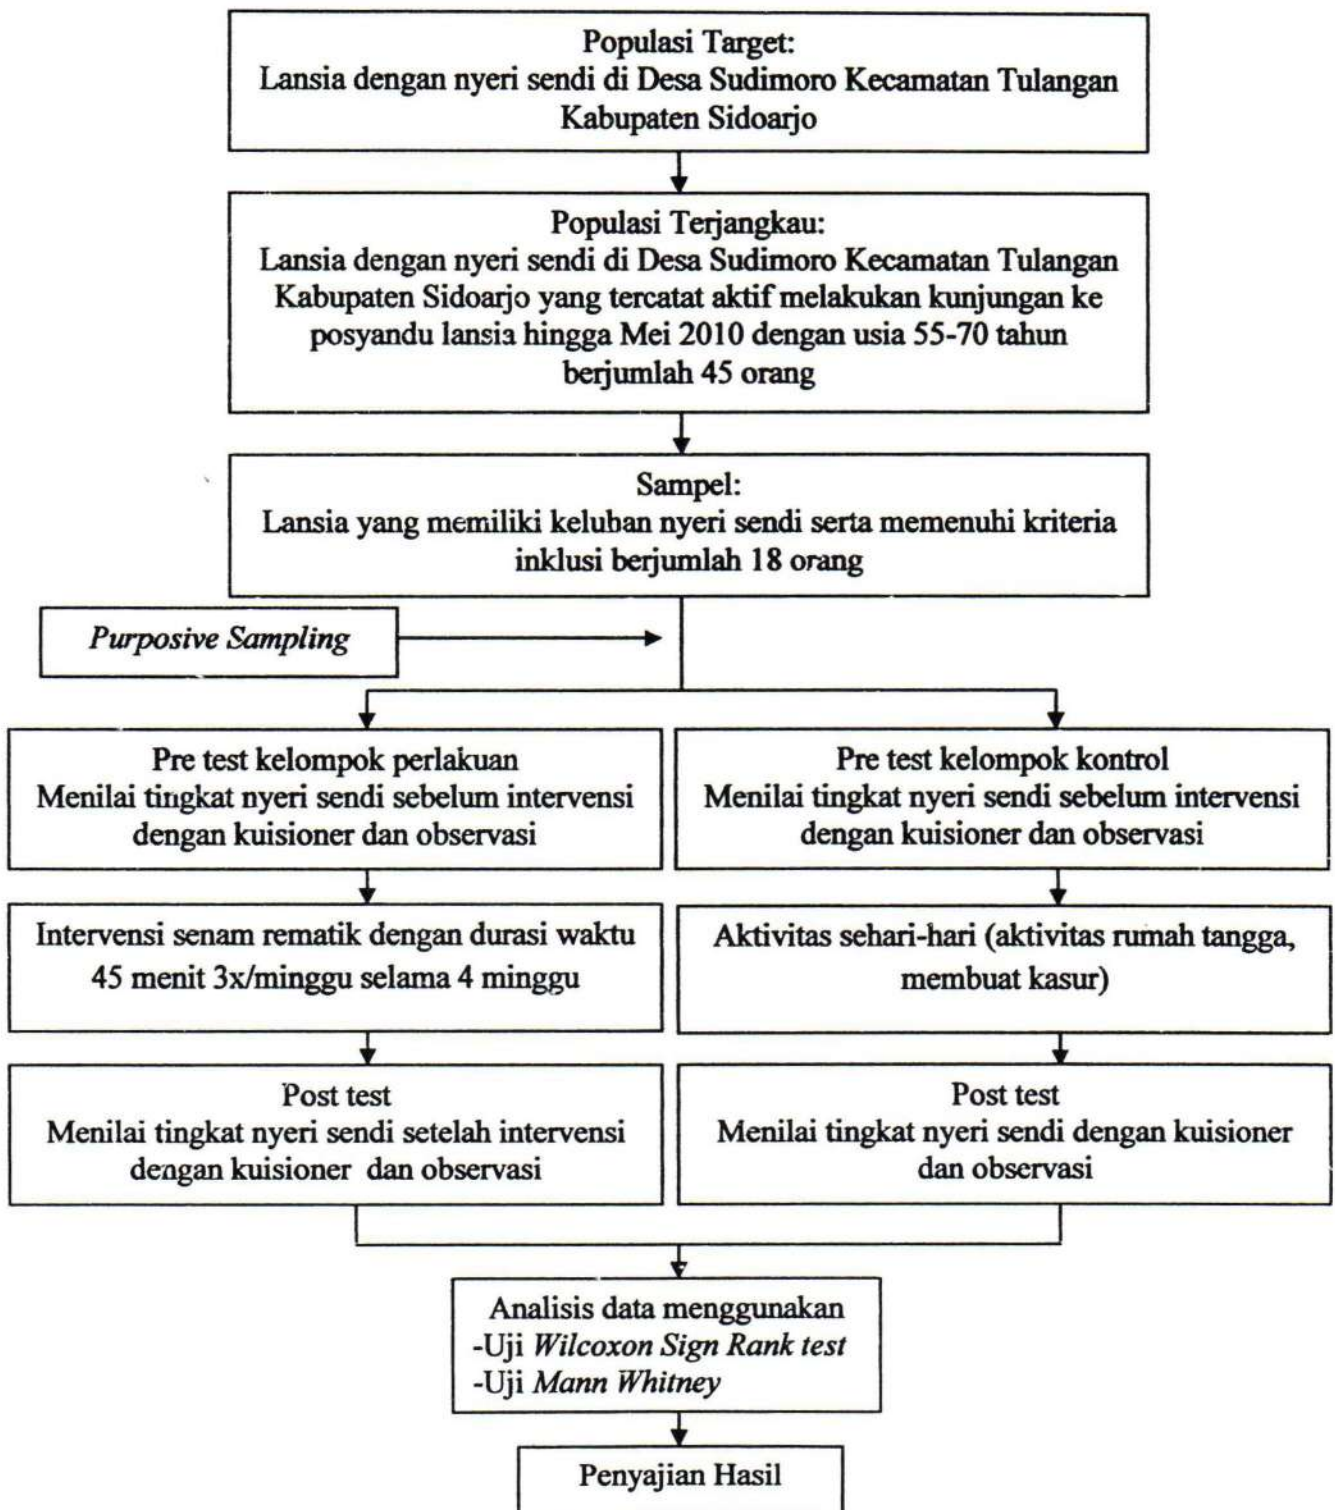 Populasi Target:
Lansia dengan nyeri sendi di Desa Sudimoro Kecamatan Tulangan
Kabupaten Sidoarjo
Populasi Terjangkau:
Lansia dengan nyeri sendi di Desa Sudimoro Kecamatan Tulangan
Kabupaten Sidoarjo yang tercatat aktif melakukan kunjungan ke
posyandu lansia hingga Mei 2010 dengan usia 55-70 tahun
berjumlah 45 orang
Sampel:
Lansia yang memiliki keluhan nyeri sendi serta memenuhi kriteria
inklusi berjumlah 18 orang
Purposive Sampling
Pre test kelompok perlakuan
Menilai tingkat nyeri sendi sebelum intervensi
dengan kuisioner dan observasi
Pre test kelompok kontrol
Menilai tingkat nyeri sendi sebelum intervensi
dengan kuisioner dan observasi
Intervensi senam rematik dengan durasi waktu
45 menit 3x/minggu selama 4 minggu
Aktivitas sehari-hari (aktivitas rumah tangga,
membuat kasur)
Post test
Menilai tingkat nyeri sendi setelah intervensi
dengan kuisioner dan observasi
Post test
Menilai tingkat nyeri sendi dengan kuisioner
dan observasi
Analisis data menggunakan
-Uji Wilcoxon Sign Rank test
-Uji Mann Whitney
Penyajian Hasil